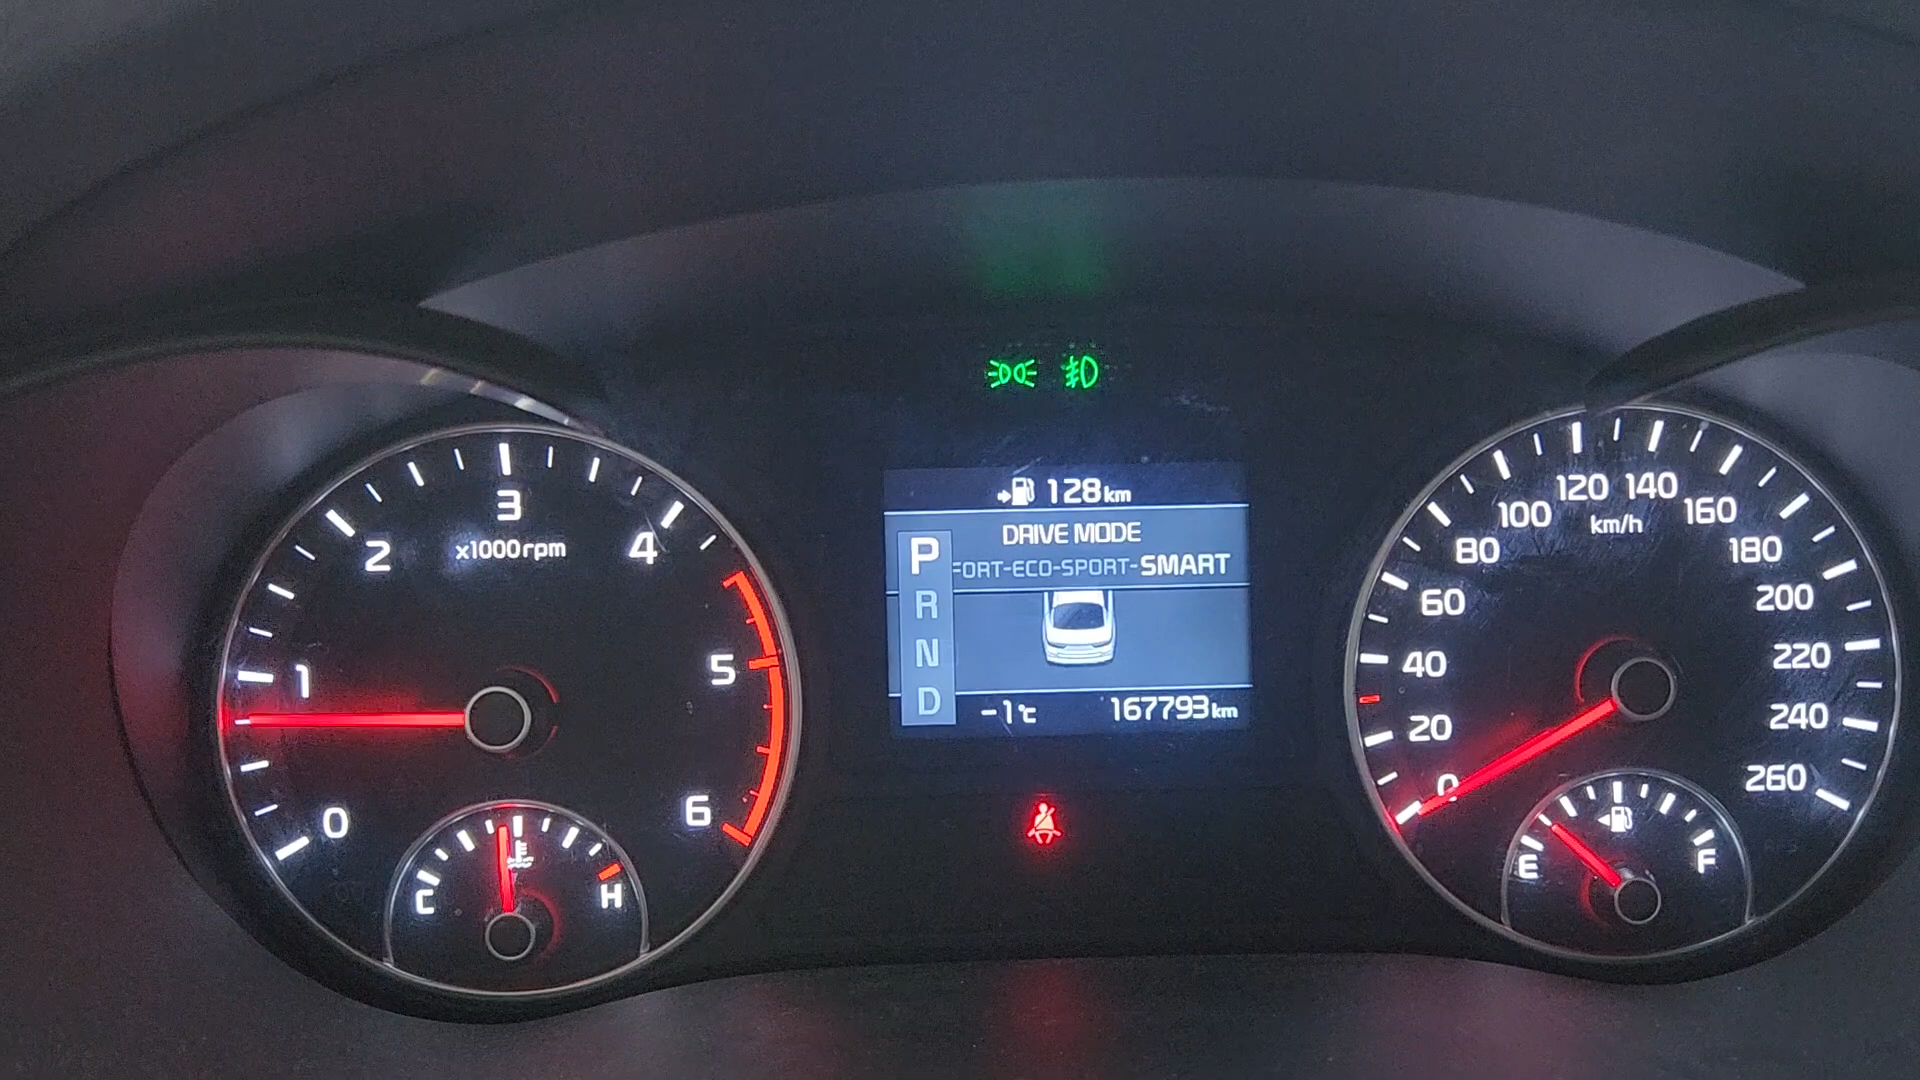 128km
DRIVE MODE
FORT-ECO-SPORT-SMART
P
R
N
D
-1°C
167793km
0
1
2
3
4
5
6
x1000rpm
C
H
0
20
40
60
80
100
120
140
160
180
200
220
240
260
km/h
E
F